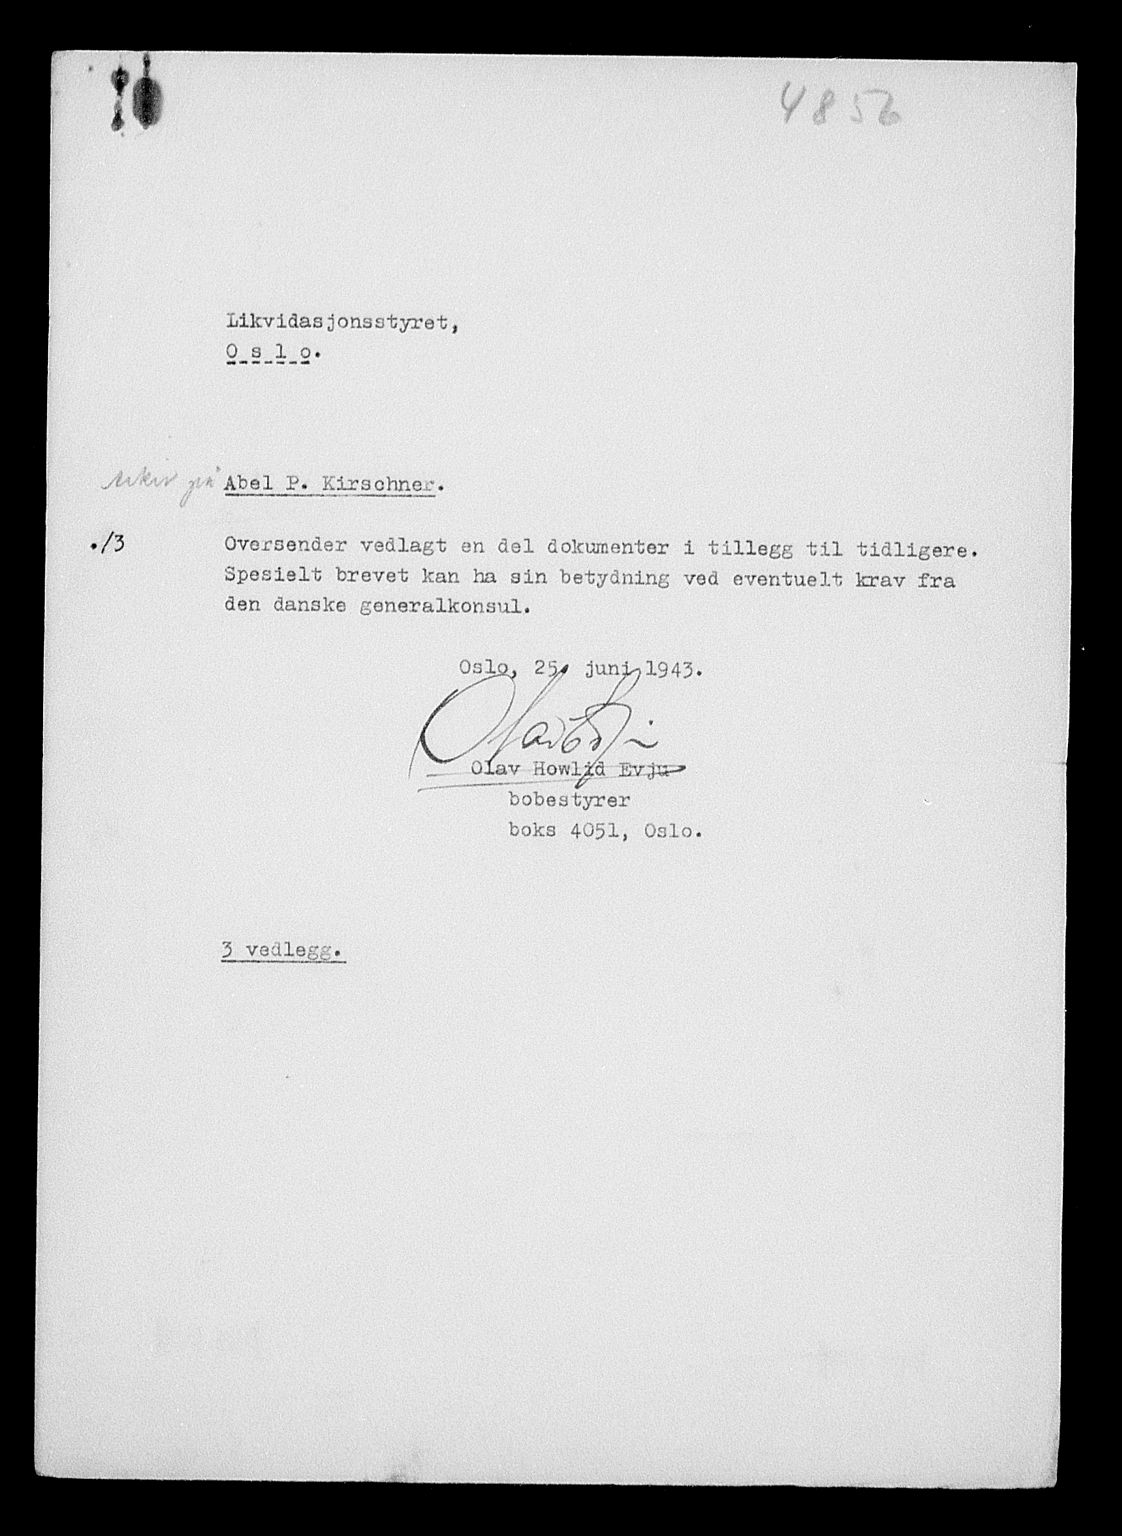 4856
Likvidasjonsstyret,
O s l o.
Abel P. Kirschner.
./3
Oversender vedlagt en del dokumenter i tillegg til tidligere.
Spesielt brevet kan ha sin betydning ved eventuelt krav fra
den danske generalkonsul.
Oslo, 25. juni 1943.
Olav Howlid Evju
bobestyrer
boks 4051, Oslo.
3 vedlegg.